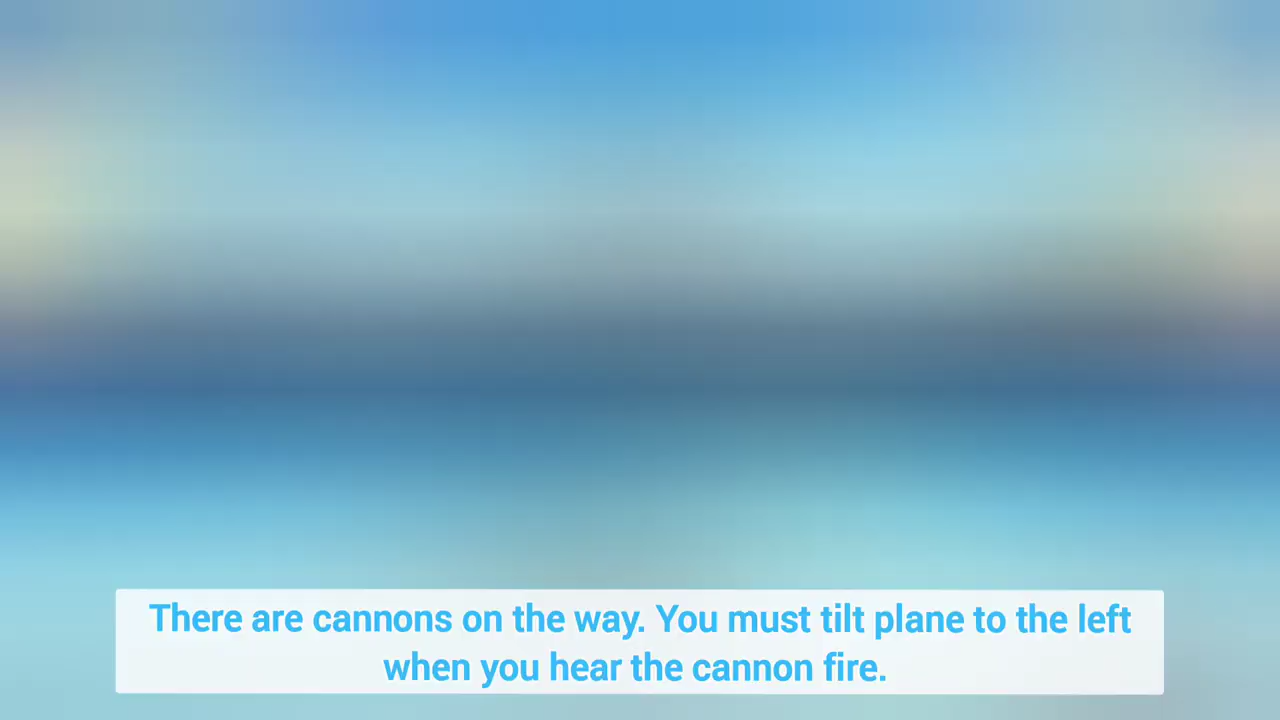 There are cannons on the way. You must tilt plane to the left
when you hear the cannon fire.